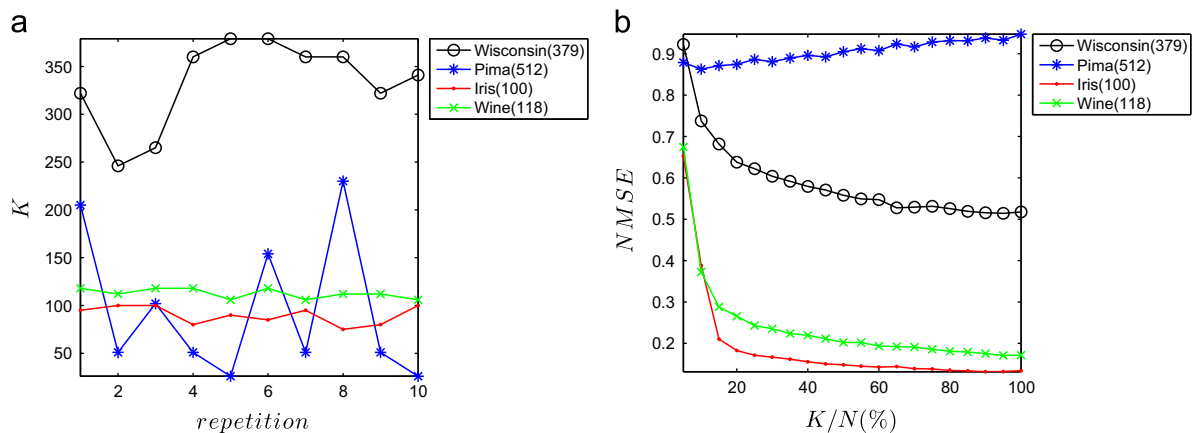 a
350
300
250
200
150
100
50
2 4 6 8 10
K
repetition
Wisconsin(379)
Pima(512)
Iris(100)
Wine(118)
b
0.9
0.8
0.7
0.6
0.5
0.4
0.3
0.2
20 40 60 80 100
NMSE
K/N(%)
Wisconsin(379)
Pima(512)
Iris(100)
Wine(118)